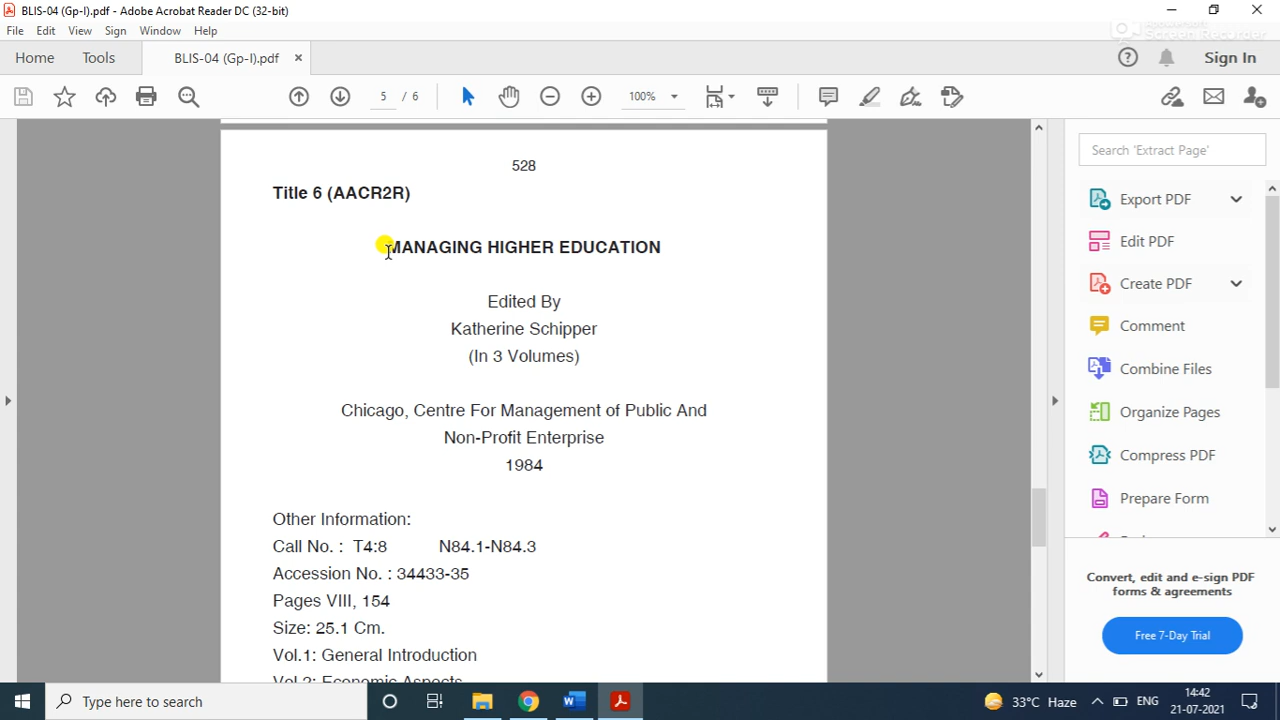 BLIS-04 (Gp-I).pdf - Adobe Acrobat Reader DC (32-bit)
File Edit View Sign Window Help
Screen Recorder
Home Tools BLIS-04 (Gp-I).pdf × Sign In
5 / 6 100%
528
Title 6 (AACR2R)
MANAGING HIGHER EDUCATION
Edited By
Katherine Schipper
(In 3 Volumes)
Chicago, Centre For Management of Public And
Non-Profit Enterprise
1984
Other Information:
Call No. : T4:8 N84.1-N84.3
Accession No. : 34433-35
Pages VIII, 154
Size: 25.1 Cm.
Vol.1: General Introduction
Vol.2: Economic Aspects
Search 'Extract Page'
Export PDF
Edit PDF
Create PDF
Comment
Combine Files
Organize Pages
Compress PDF
Prepare Form
Convert, edit and e-sign PDF
forms & agreements
Free 7-Day Trial
Type here to search
33°C Haze ENG
14:42
21-07-2021